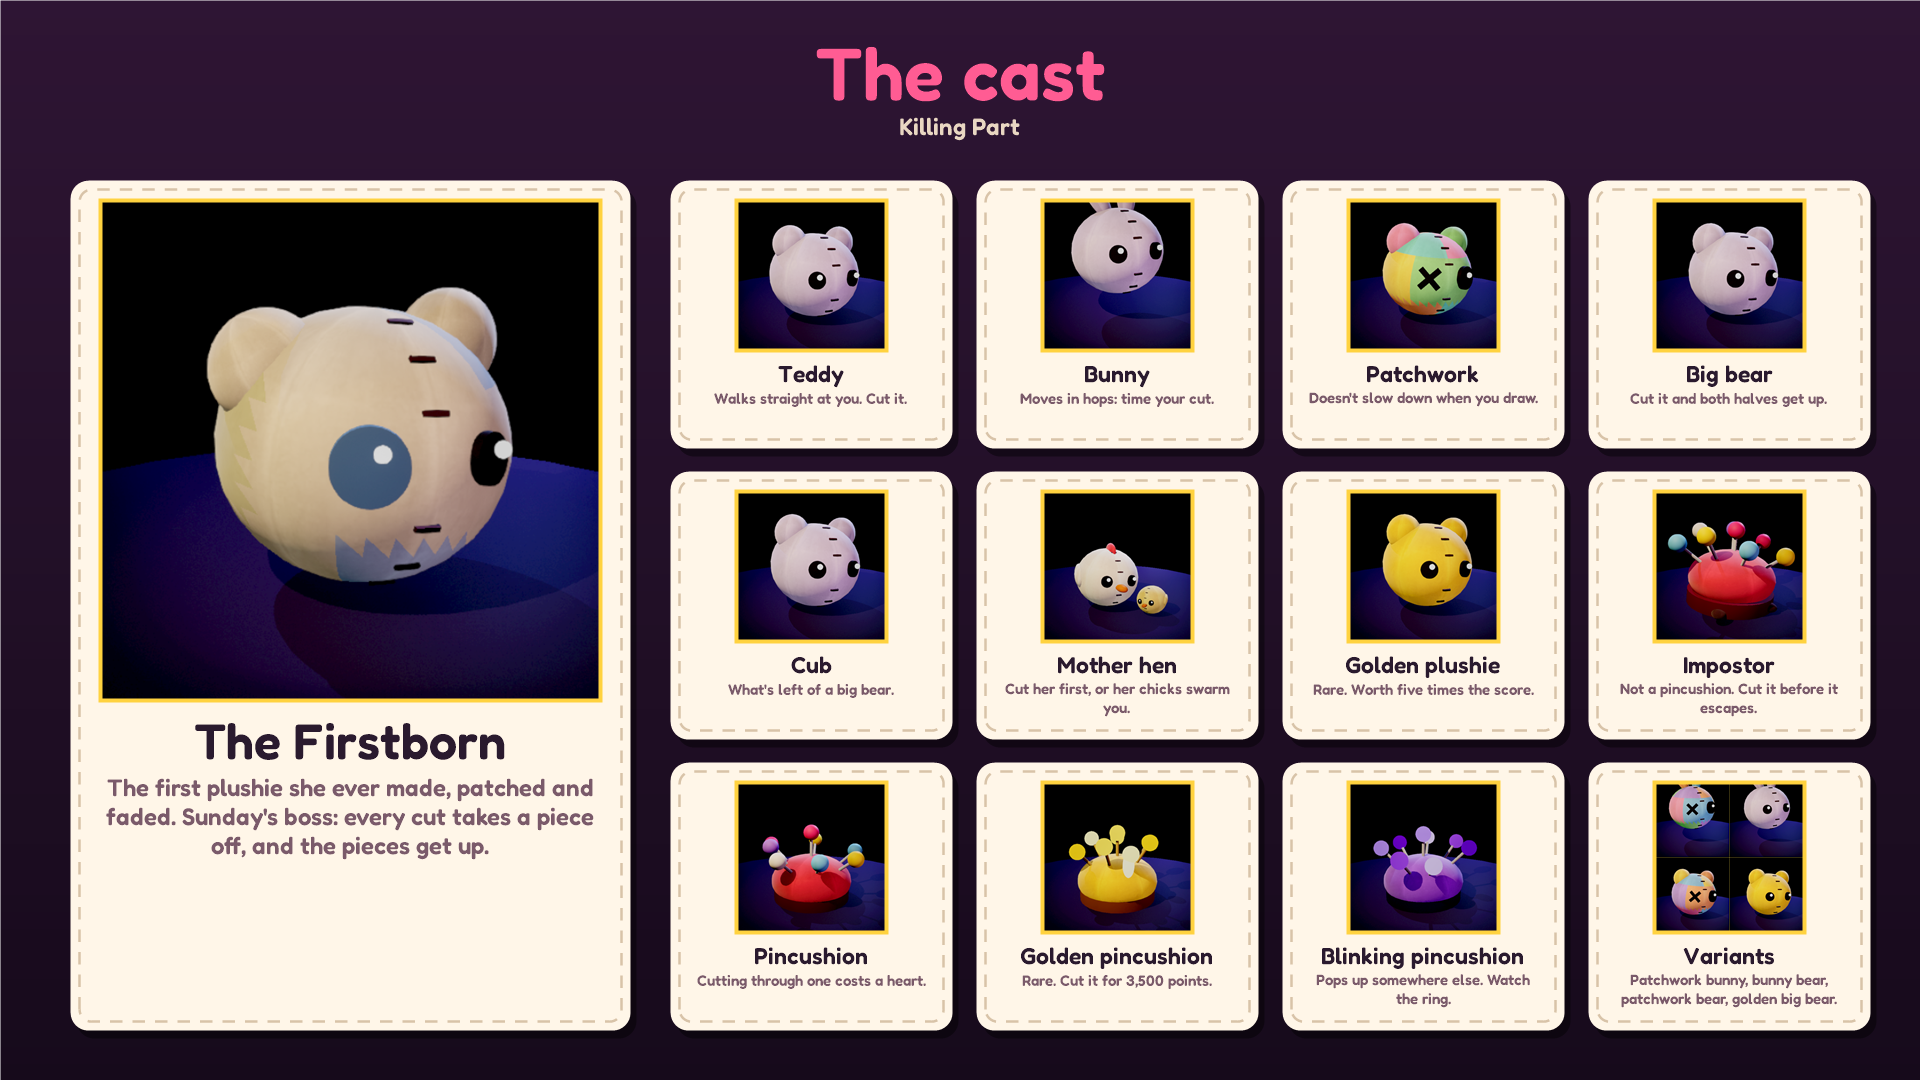 The cast
Killing Part
The Firstborn
The first plushie she ever made, patched and
faded. Sunday's boss: every cut takes a piece
off, and the pieces get up.
Teddy
Walks straight at you. Cut it.
Bunny
Moves in hops: time your cut.
Patchwork
Doesn't slow down when you draw.
Big bear
Cut it and both halves get up.
Cub
What's left of a big bear.
Mother hen
Cut her first, or her chicks swarm
you.
Golden plushie
Rare. Worth five times the score.
Impostor
Not a pincushion. Cut it before it
escapes.
Pincushion
Cutting through one costs a heart.
Golden pincushion
Rare. Cut it for 3,500 points.
Blinking pincushion
Pops up somewhere else. Watch
the ring.
Variants
Patchwork bunny, bunny bear,
patchwork bear, golden big bear.